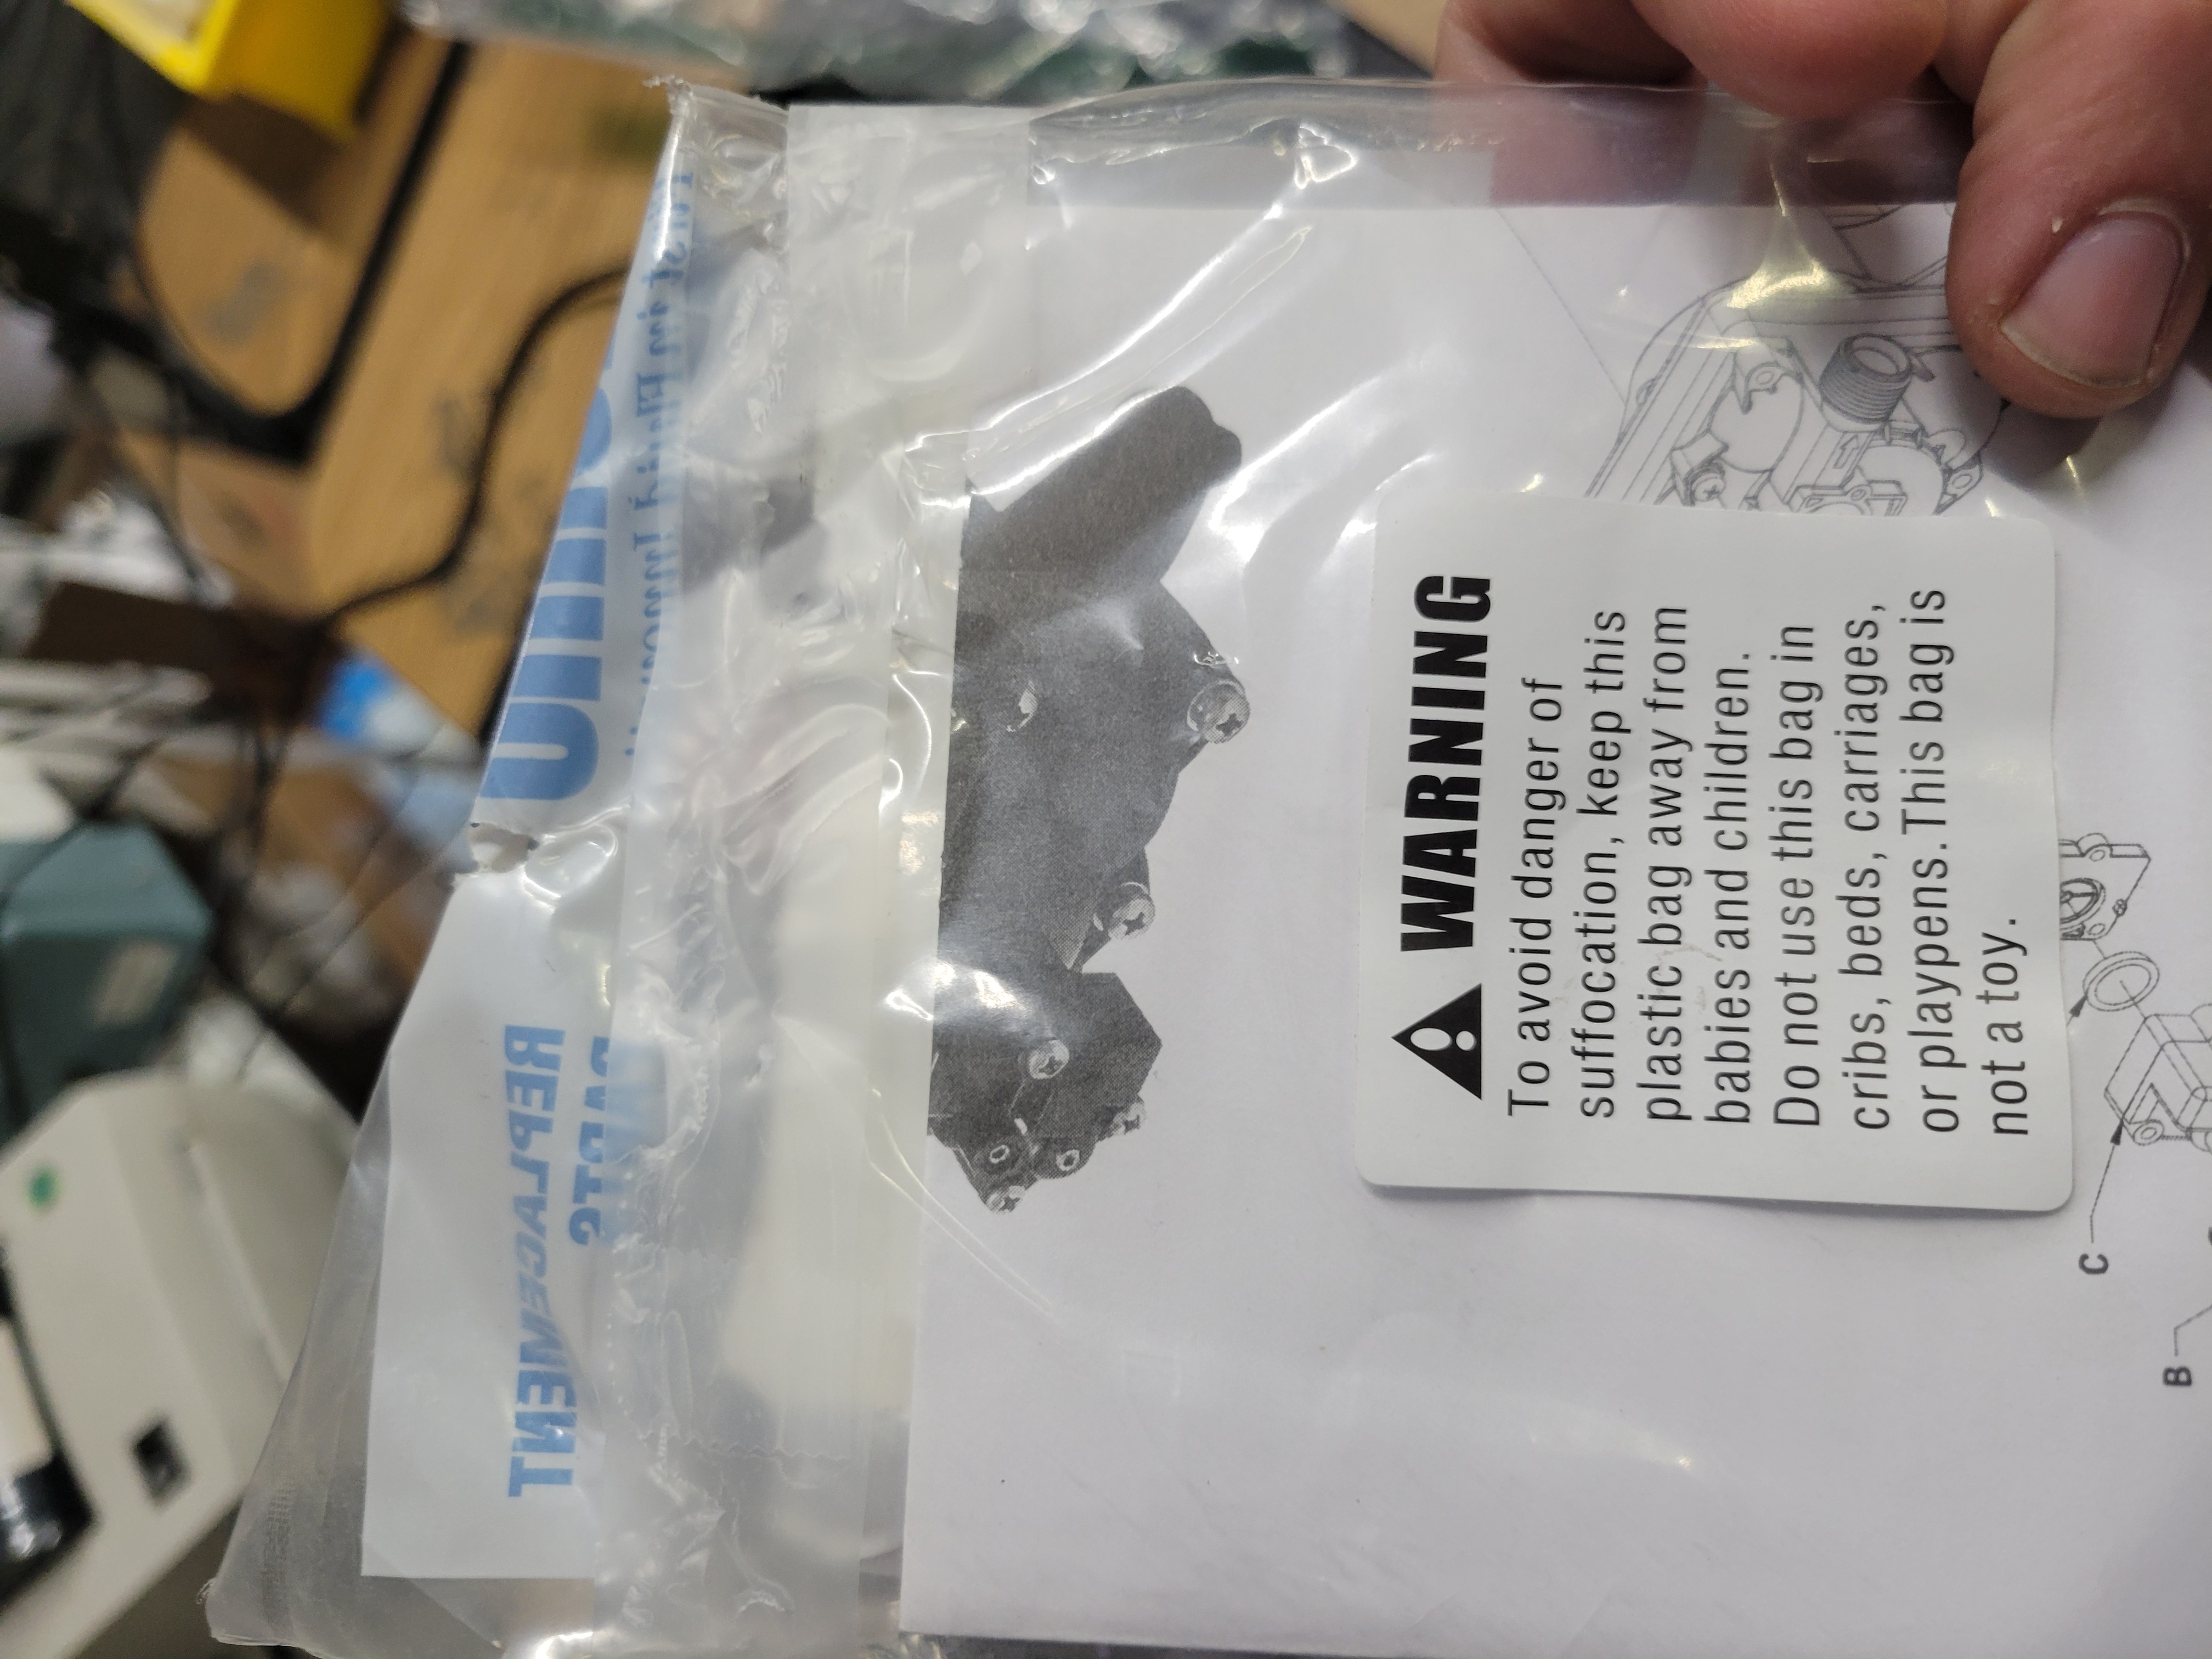 WARNING
To avoid danger of
suffocation, keep this
plastic bag away from
babies and children.
Do not use this bag in
cribs, beds, carriages,
or playpens. This bag is
not a toy.
C
B
REPLACEMENT
PARTS